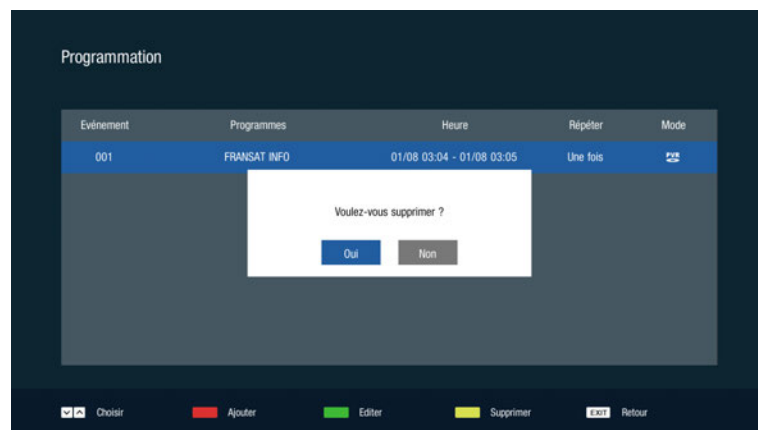 Programmation
Evénement Programmes Heure Répéter Mode
001 FRANSAT INFO 01/08 03:04 - 01/08 03:05 Une fois PVR
Voulez-vous supprimer ?
Oui Non
Choisir Ajouter Editer Supprimer EXIT Retour